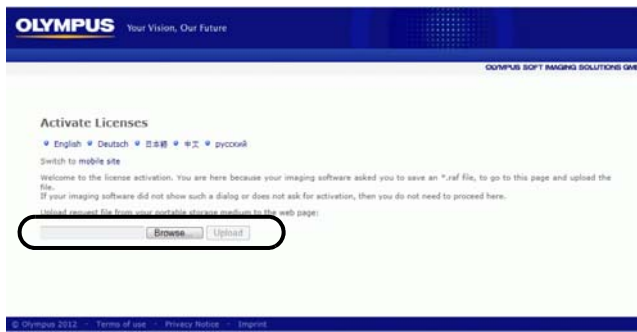 OLYMPUS Your Vision, Our Future
OLYMPUS SOFT IMAGING SOLUTIONS GM
Activate Licenses
English Deutsch 日本語 中文 русский
Switch to mobile site
Welcome to the license activation. You are here because your imaging software asked you to save an *.raf file, to go to this page and upload the
file.
If your imaging software did not show such a dialog or does not ask for activation, then you do not need to proceed here.
Upload request file from your portable storage medium to the web page:
Browse... Upload
© Olympus 2012 - Terms of use - Privacy Notice - Imprint